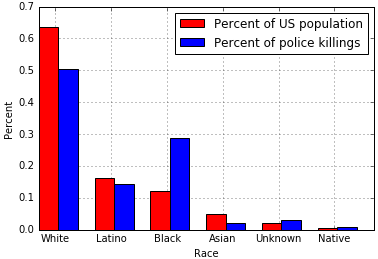 0.7
0.6
0.5
0.4
0.3
0.2
0.1
0.0
Percent
Percent of US population
Percent of police killings
White Latino Black Asian Unknown Native
Race